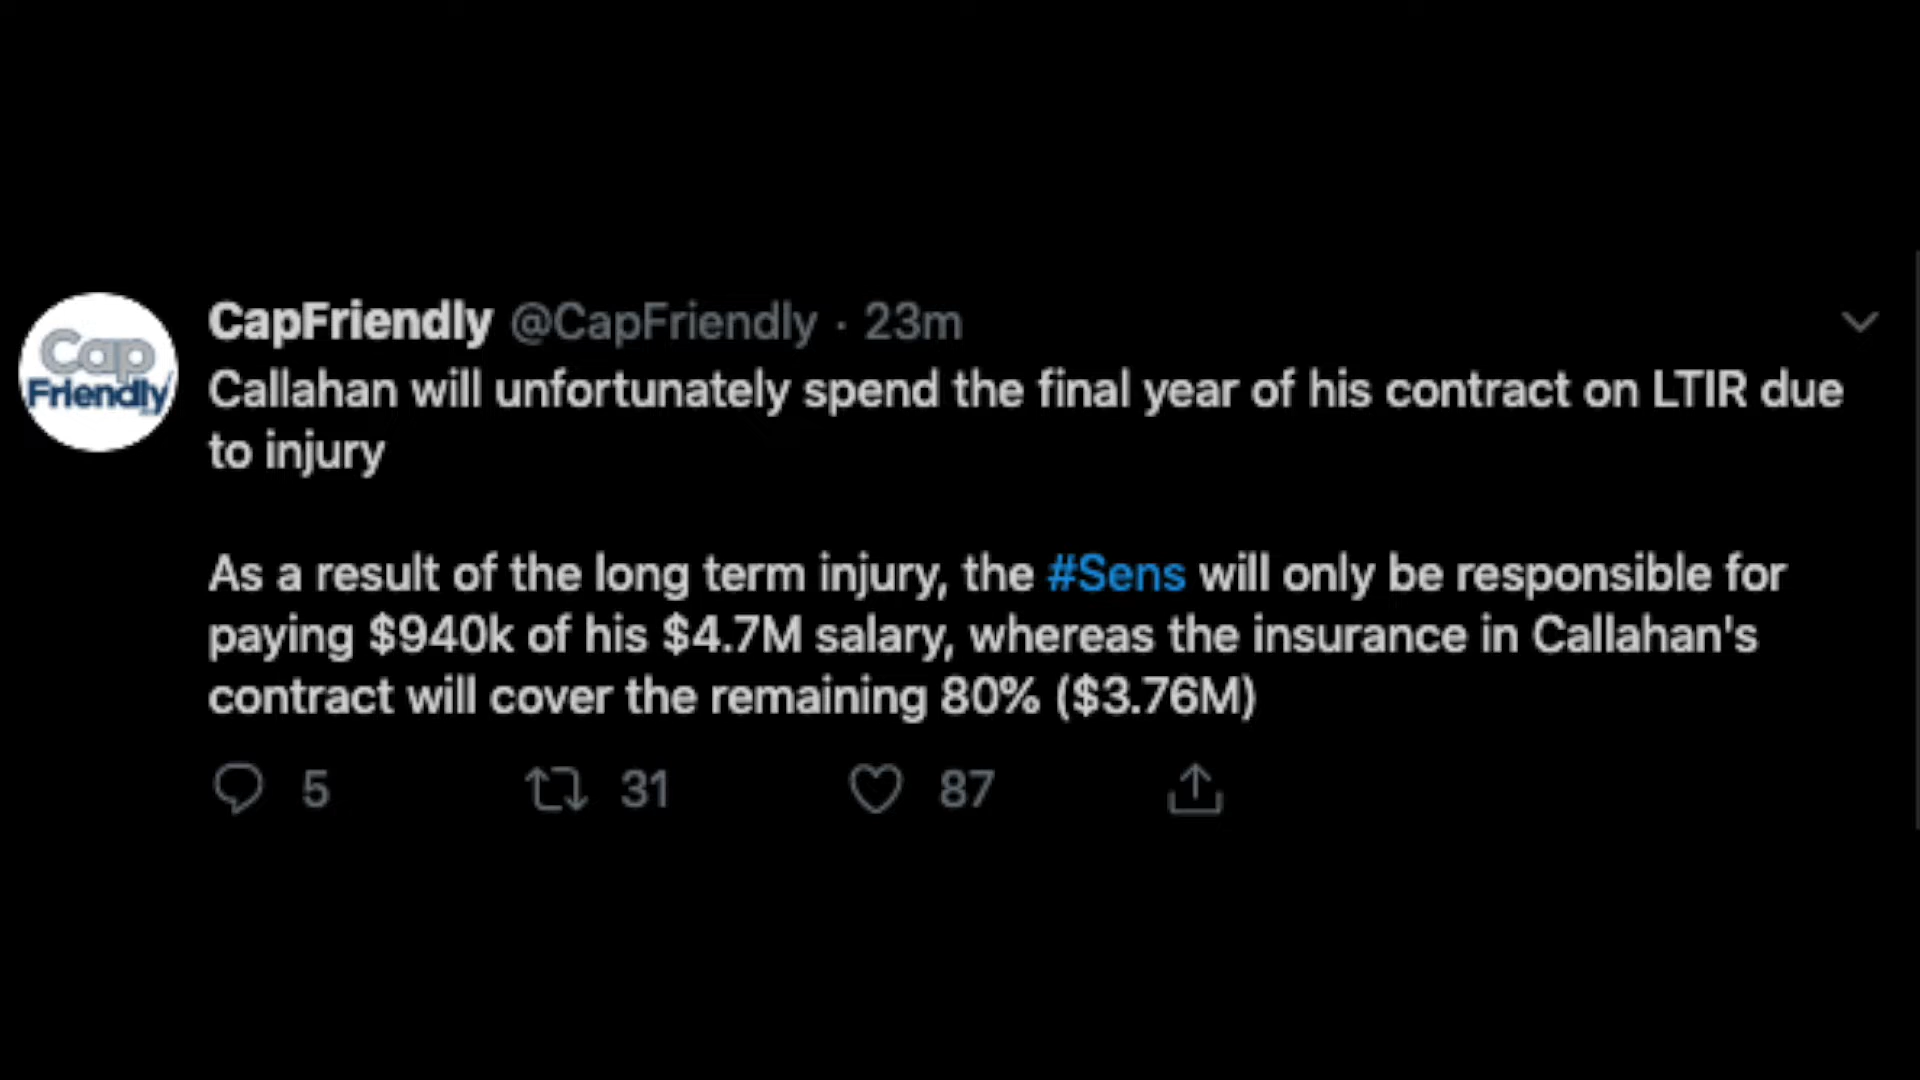 Cap
Friendly
CapFriendly @CapFriendly · 23m
Callahan will unfortunately spend the final year of his contract on LTIR due
to injury
As a result of the long term injury, the #Sens will only be responsible for
paying $940k of his $4.7M salary, whereas the insurance in Callahan's
contract will cover the remaining 80% ($3.76M)
5 31 87